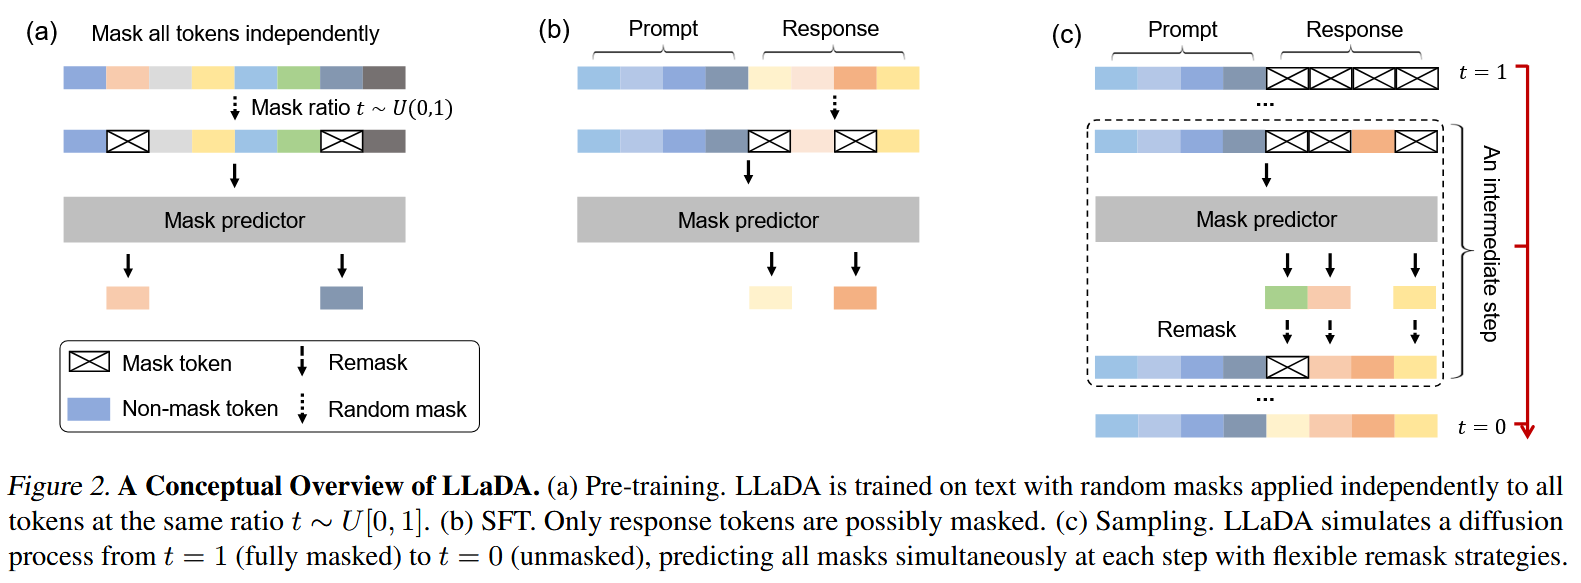 (a)
Mask all tokens independently
Mask ratio t ~ U(0,1)
Mask predictor
Mask token
Remask
Non-mask token
Random mask
(b)
Prompt
Response
Mask predictor
(c)
Prompt
Response
t = 1
...
Mask predictor
Remask
An intermediate step
...
t = 0
Figure 2. A Conceptual Overview of LLaDA. (a) Pre-training. LLaDA is trained on text with random masks applied independently to all
tokens at the same ratio t ∼ U[0, 1]. (b) SFT. Only response tokens are possibly masked. (c) Sampling. LLaDA simulates a diffusion
process from t = 1 (fully masked) to t = 0 (unmasked), predicting all masks simultaneously at each step with flexible remask strategies.